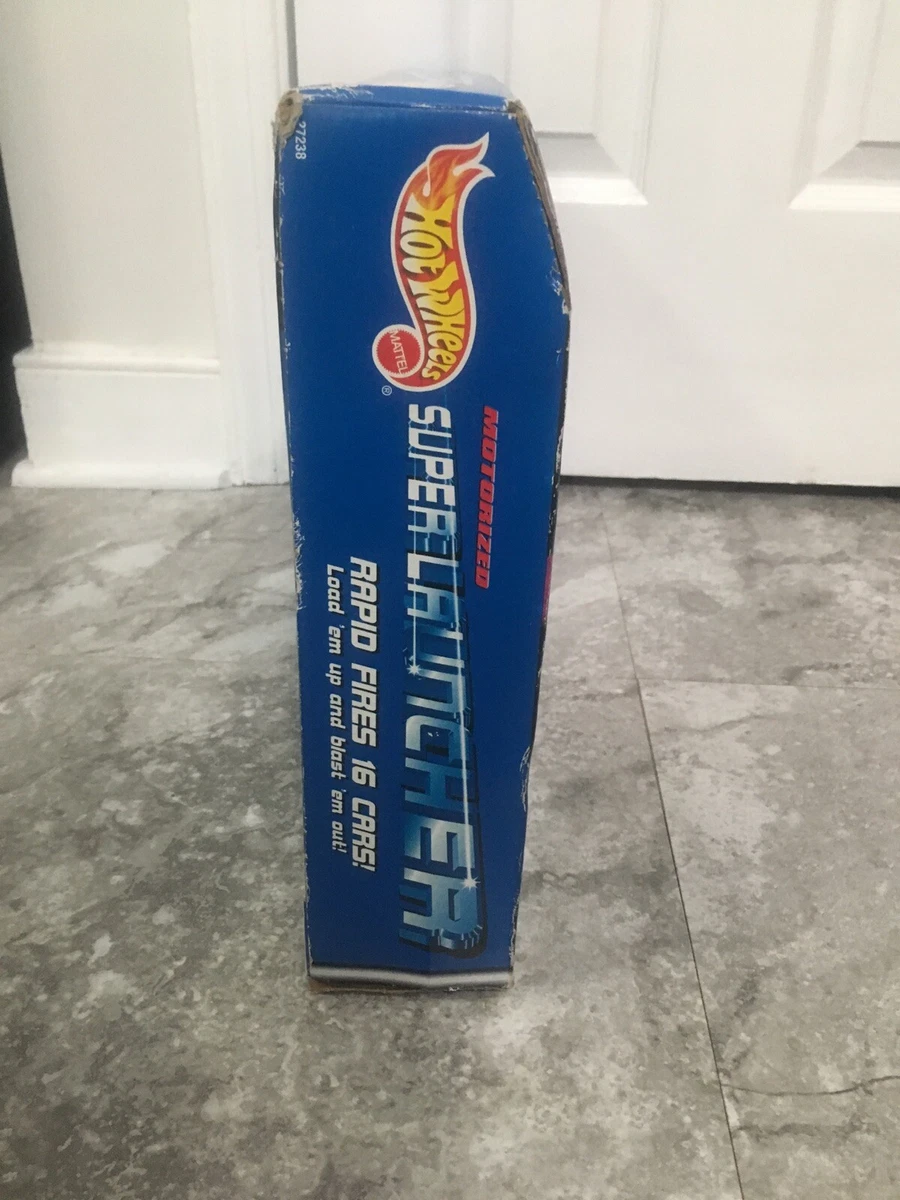 27238
HOT WHEELS
MATTEL
®
MOTORIZED
SUPER LAUNCHER
RAPID FIRES 16 CARS!
Load 'em up and blast 'em out!